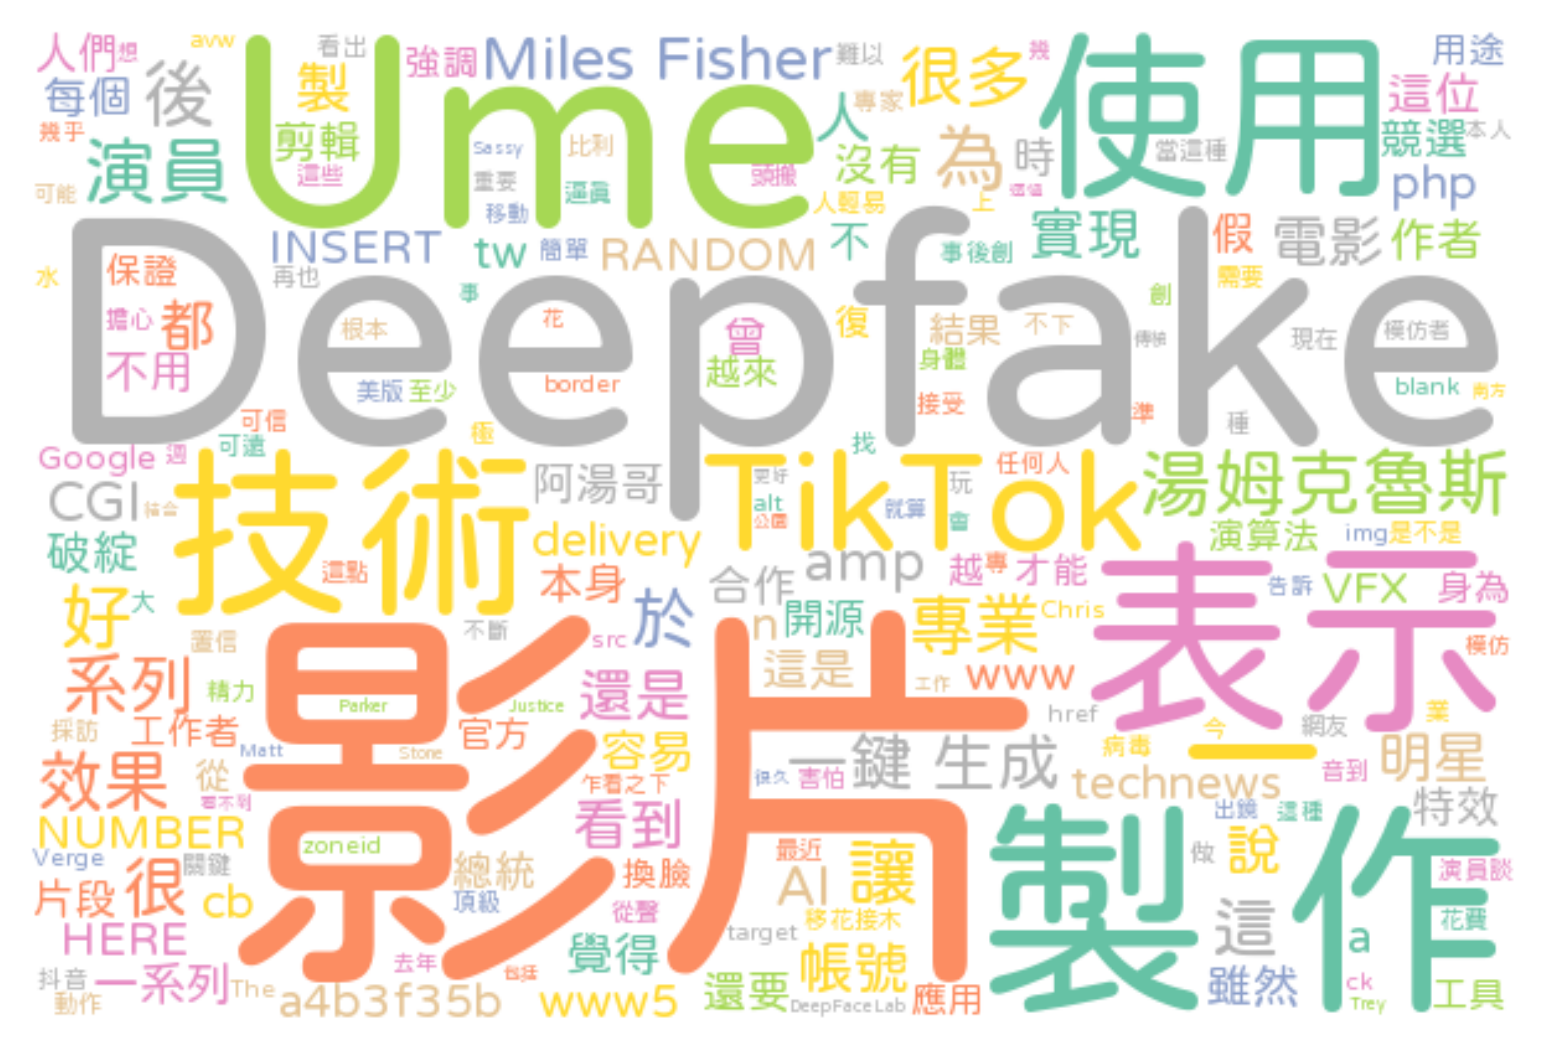 人們
想
avw
看出
強調
Miles Fisher
難以
很多
幾
使用
用途
每個
後
製
Ume
人
專家
這位
幾乎
演員
剪輯
這些
Sassy
比利
重要
逼真
移動
頭搬
沒有
人輕易
為
上
時
當這種
競選
本人
可能
php
INSERT
tw
簡單
RANDOM
不
事後創
實現
假
電影
作者
水
保證
再也
Deepfake
事
需要
創
擔心
都
不用
根本
花
曾
越來
復
結果
不下
身體
現在
模仿者
美版
至少
border
接受
準
種
blank
南方
可信
可遠
極
找
Google
週
CGI
結合
技術
阿湯哥
更好
alt
公園
TikTok
就算
玩
會
任何人
湯姆克魯斯
破綻
這點
delivery
演算法
img
是不是
好
大
本身
於
合作
amp
越
專
才能
表示
告訴
VFX
身為
置信
不斷
src
n
開源
專業
Chris
模仿
系列
精力
影片
Parker
Justice
還是
這是
工作
www
href
網友
業
採訪
工作者
Matt
Stone
官方
容易
一鍵 生成
病毒
今
一
明星
效果
從
看不到
乍看之下
很久
害怕
technews
音到
NUMBER
看到
製作
出鏡
這種
特效
Verge
關鍵
zoneid
總統
換臉
最近
AI
讓
做
說
演員談
片段
很
cb
頂級
從聲
移花接木
這
a
花費
HERE
覺得
target
帳號
雖然
抖音
動作
一系列
The
去年
包括
a4b3f35b
www5
還要
DeepFaceLab
應用
ck
Trey
工具